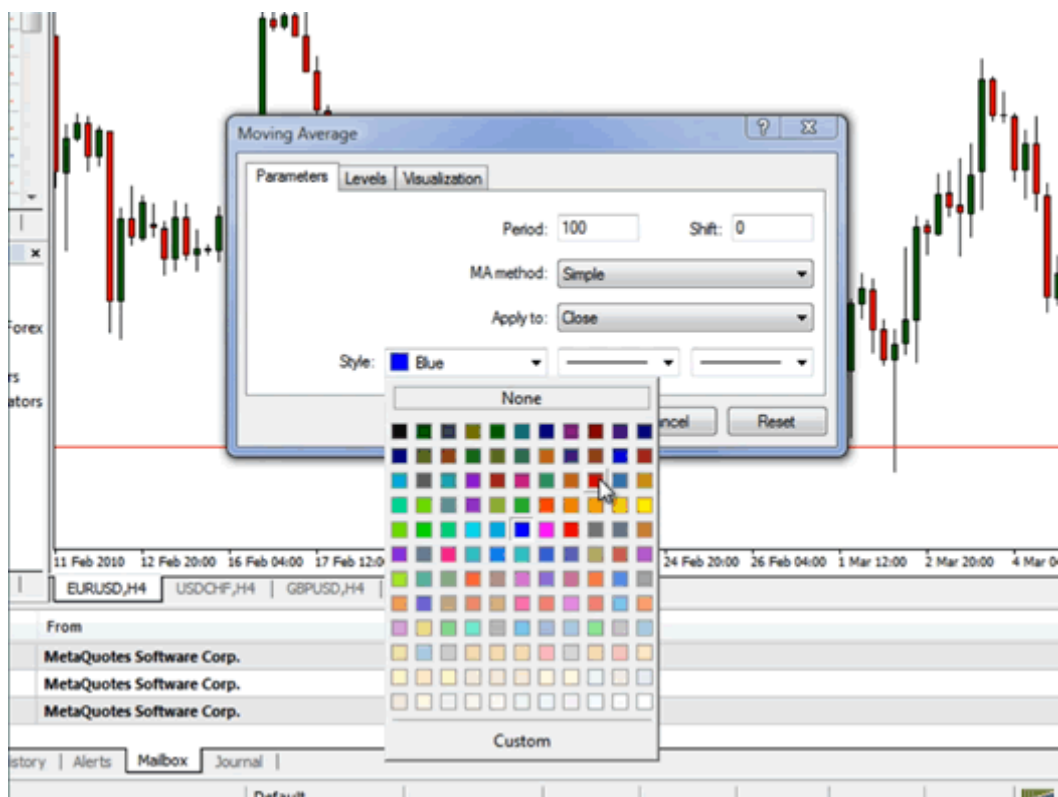 Moving Average
Parameters Levels Visualization
Period: 100 Shift: 0
MA method: Simple
Apply to: Close
Style: Blue
None
Reset
Custom
11 Feb 2010 12 Feb 20:00 16 Feb 04:00 17 Feb 12:0 24 Feb 20:00 26 Feb 04:00 1 Mar 12:00 2 Mar 20:00 4 Mar 0
EURUSD,H4 USDCHF,H4 GBPUSD,H4
Forex
rs
ators
From
MetaQuotes Software Corp.
MetaQuotes Software Corp.
MetaQuotes Software Corp.
istory Alerts Mailbox Journal
Default